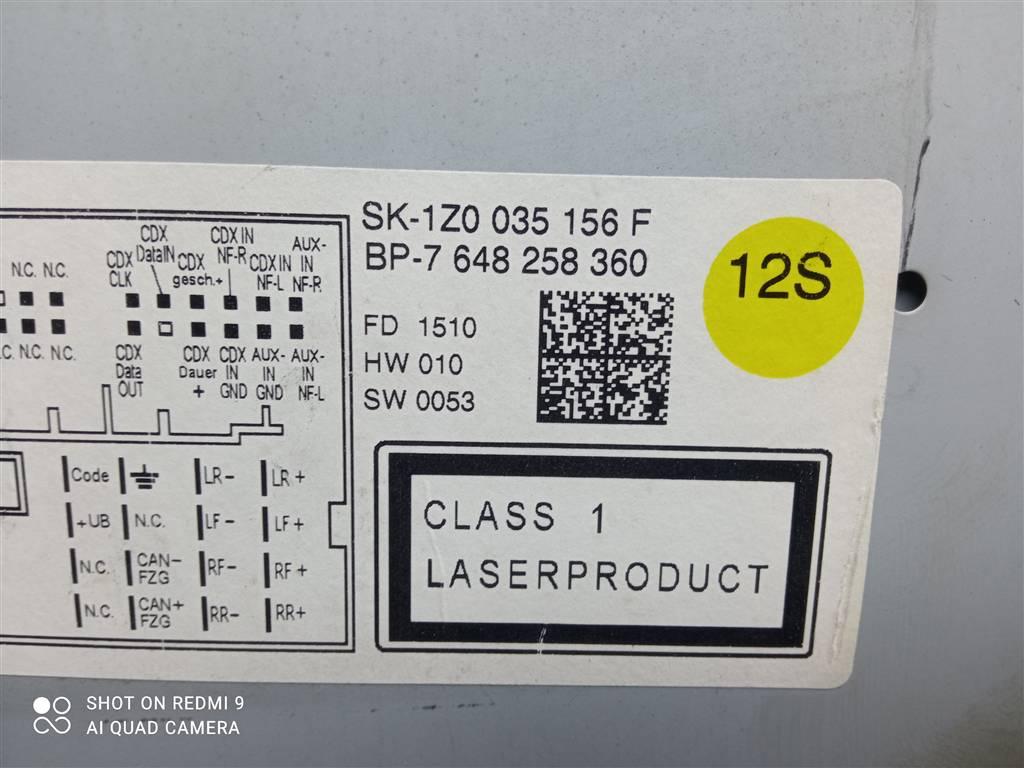 SK-1Z0 035 156 F
BP-7 648 258 360
12S
FD 1510
HW 010
SW 0053
CDX
DataIN
CDX IN
NF-R
AUX-
IN
NF-R
CDX
CLK
CDX
gesch.+
CDX IN
NF-L
N.C. N.C.
N.C. N.C.
CDX
Data
OUT
CDX
Dauer
+
CDX
IN
GND
AUX-
IN
GND
AUX-
IN
NF-L
Code LR- LR+
+UB N.C. LF- LF+
N.C. CAN- FZG RF- RF+
N.C. CAN+ FZG RR- RR+
CLASS 1
LASERPRODUCT
SHOT ON REDMI 9
AI QUAD CAMERA